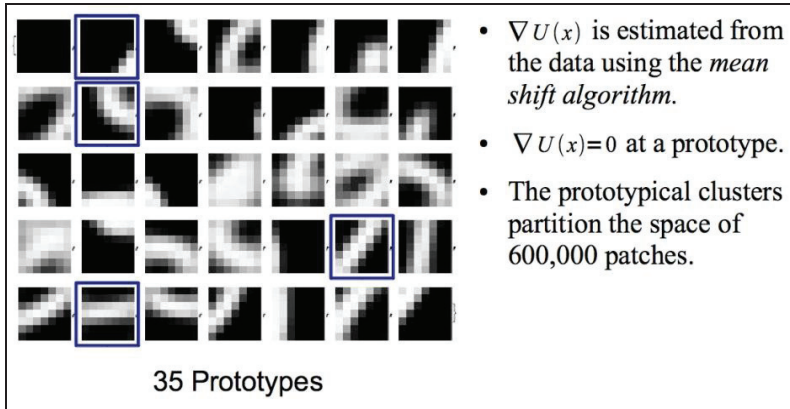 • ∇U(x) is estimated from
the data using the mean
shift algorithm.
• ∇U(x)=0 at a prototype.
• The prototypical clusters
partition the space of
600,000 patches.
35 Prototypes